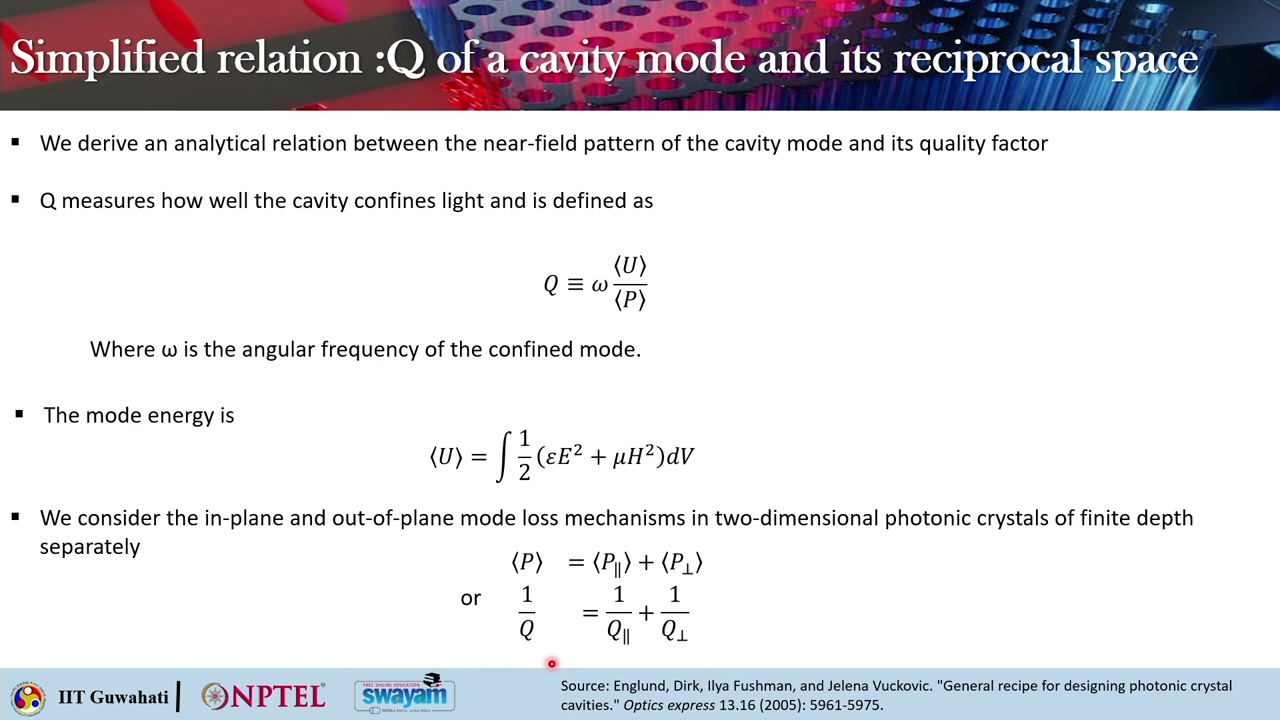 Simplified relation :Q of a cavity mode and its reciprocal space
▪ We derive an analytical relation between the near-field pattern of the cavity mode and its quality factor
▪ Q measures how well the cavity confines light and is defined as
Q ≡ ω ⟨U⟩/⟨P⟩
Where ω is the angular frequency of the confined mode.
▪ The mode energy is
⟨U⟩ = ∫ 1/2 (εE² + μH²)dV
▪ We consider the in-plane and out-of-plane mode loss mechanisms in two-dimensional photonic crystals of finite depth
separately
⟨P⟩ = ⟨P∥⟩ + ⟨P⊥⟩
or 1/Q = 1/Q∥ + 1/Q⊥
IIT Guwahati
NPTEL
FREE ONLINE EDUCATION
swayam
Source: Englund, Dirk, Ilya Fushman, and Jelena Vuckovic. "General recipe for designing photonic crystal
cavities." Optics express 13.16 (2005): 5961-5975.